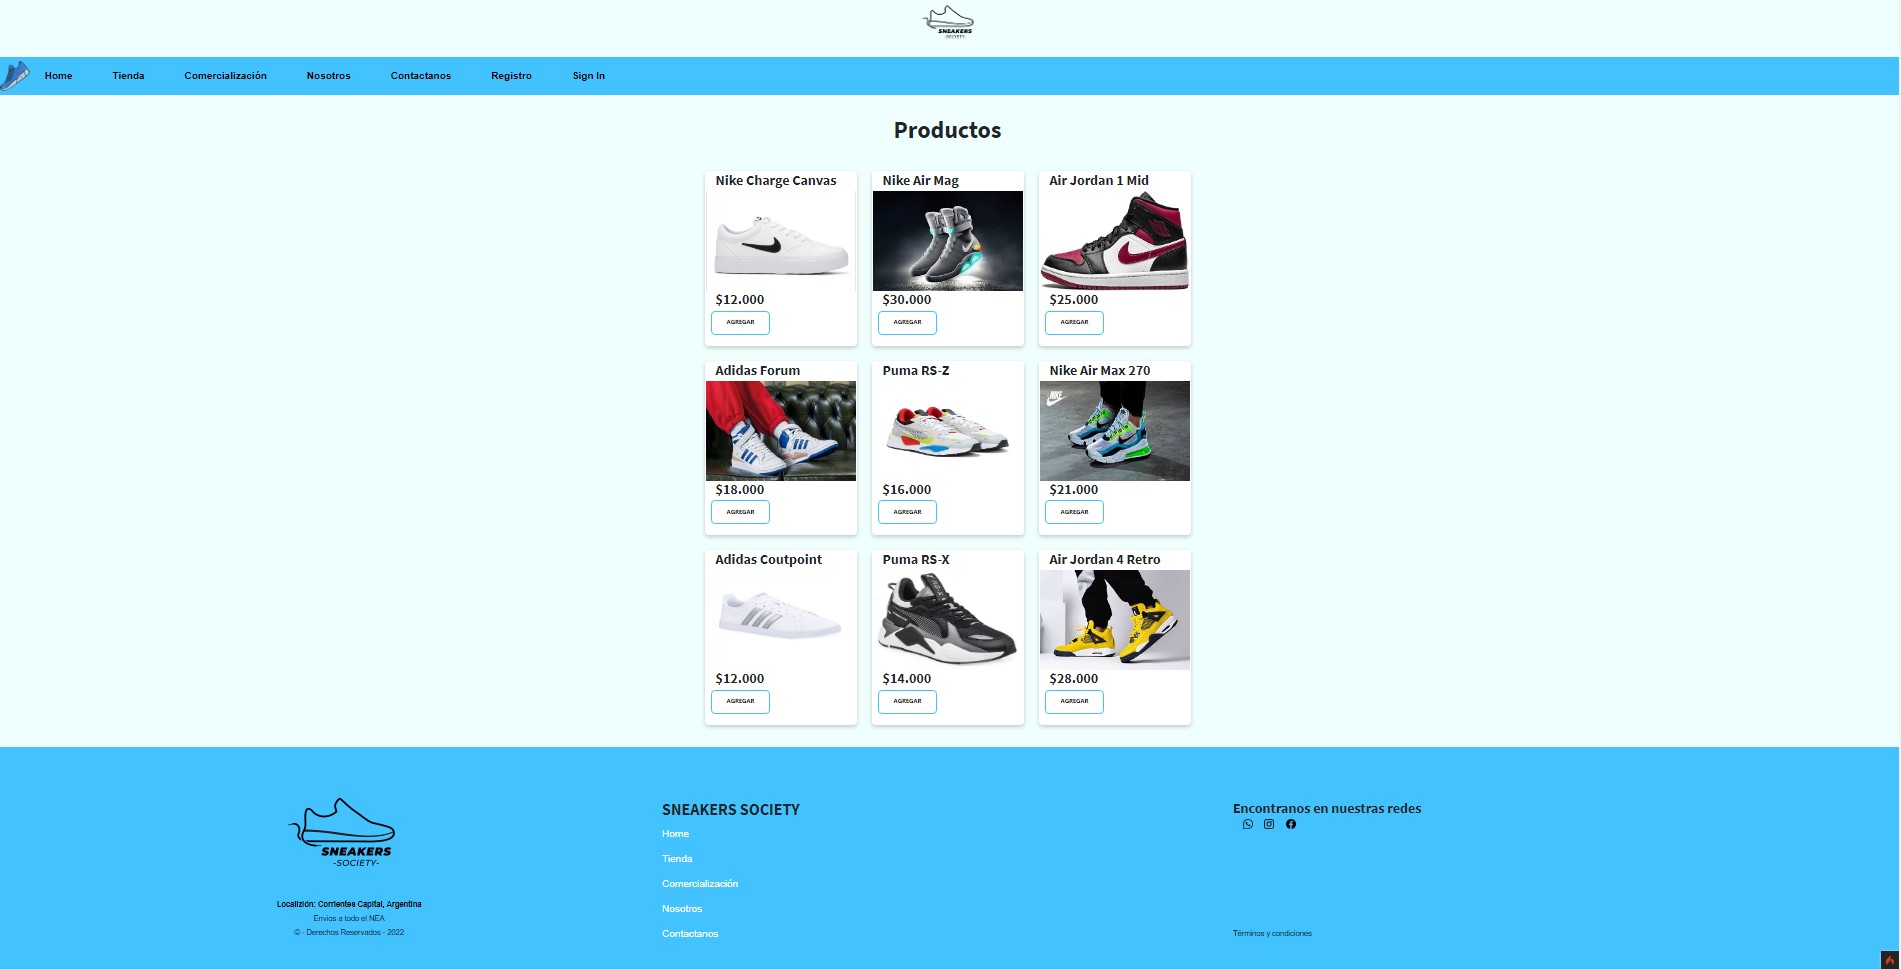 SNEAKERS
-SOCIETY-
Home Tienda Comercialización Nosotros Contactanos Registro Sign In
Productos
Nike Charge Canvas Nike Air Mag Air Jordan 1 Mid
$12.000 $30.000 $25.000
AGREGAR AGREGAR AGREGAR
Adidas Forum Puma RS-Z Nike Air Max 270
NIKE
$18.000 $16.000 $21.000
AGREGAR AGREGAR AGREGAR
Adidas Coutpoint Puma RS-X Air Jordan 4 Retro
$12.000 $14.000 $28.000
AGREGAR AGREGAR AGREGAR
SNEAKERS
-SOCIETY-
Localizión: Corrientes Capital, Argentina
Envios a todo el NEA
© - Derechos Reservados - 2022
SNEAKERS SOCIETY
Home
Tienda
Comercialización
Nosotros
Contactanos
Encontranos en nuestras redes
Términos y condiciones